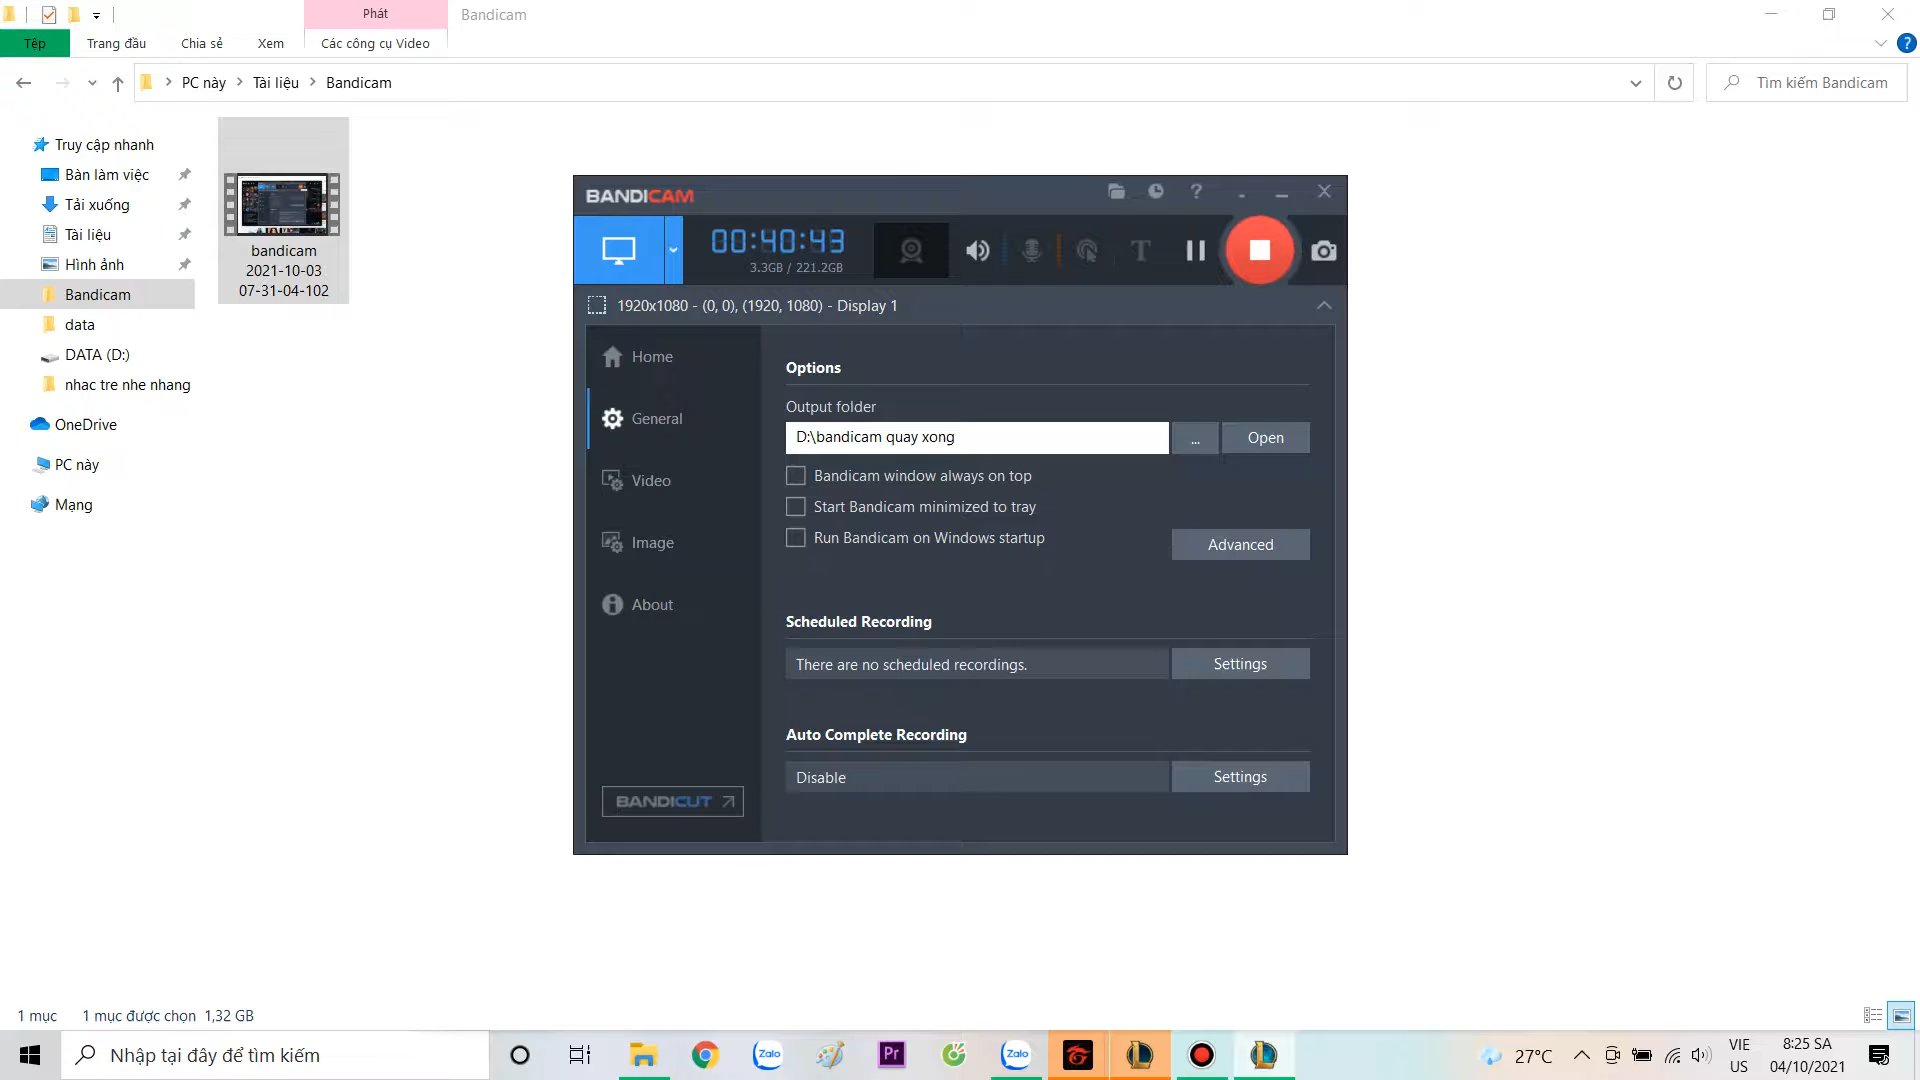 Phát
Bandicam
Tệp
Trang đầu
Chia sẻ
Xem
Các công cụ Video
PC này
Tài liệu
Bandicam
Tìm kiếm Bandicam
Truy cập nhanh
Bàn làm việc
Tải xuống
Tài liệu
Hình ảnh
Bandicam
data
DATA (D:)
nhac tre nhe nhang
OneDrive
PC này
Mạng
bandicam
2021-10-03
07-31-04-102
BANDICAM
00:40:43
3.3GB / 221.2GB
1920x1080 - (0, 0), (1920, 1080) - Display 1
Home
General
Video
Image
About
BANDICUT
Options
Output folder
D:\bandicam quay xong
...
Open
Bandicam window always on top
Start Bandicam minimized to tray
Run Bandicam on Windows startup
Advanced
Scheduled Recording
There are no scheduled recordings.
Settings
Auto Complete Recording
Disable
Settings
1 mục
1 mục được chọn 1,32 GB
Nhập tại đây để tìm kiếm
Zalo
Pr
Zalo
27°C
VIE
US
8:25 SA
04/10/2021